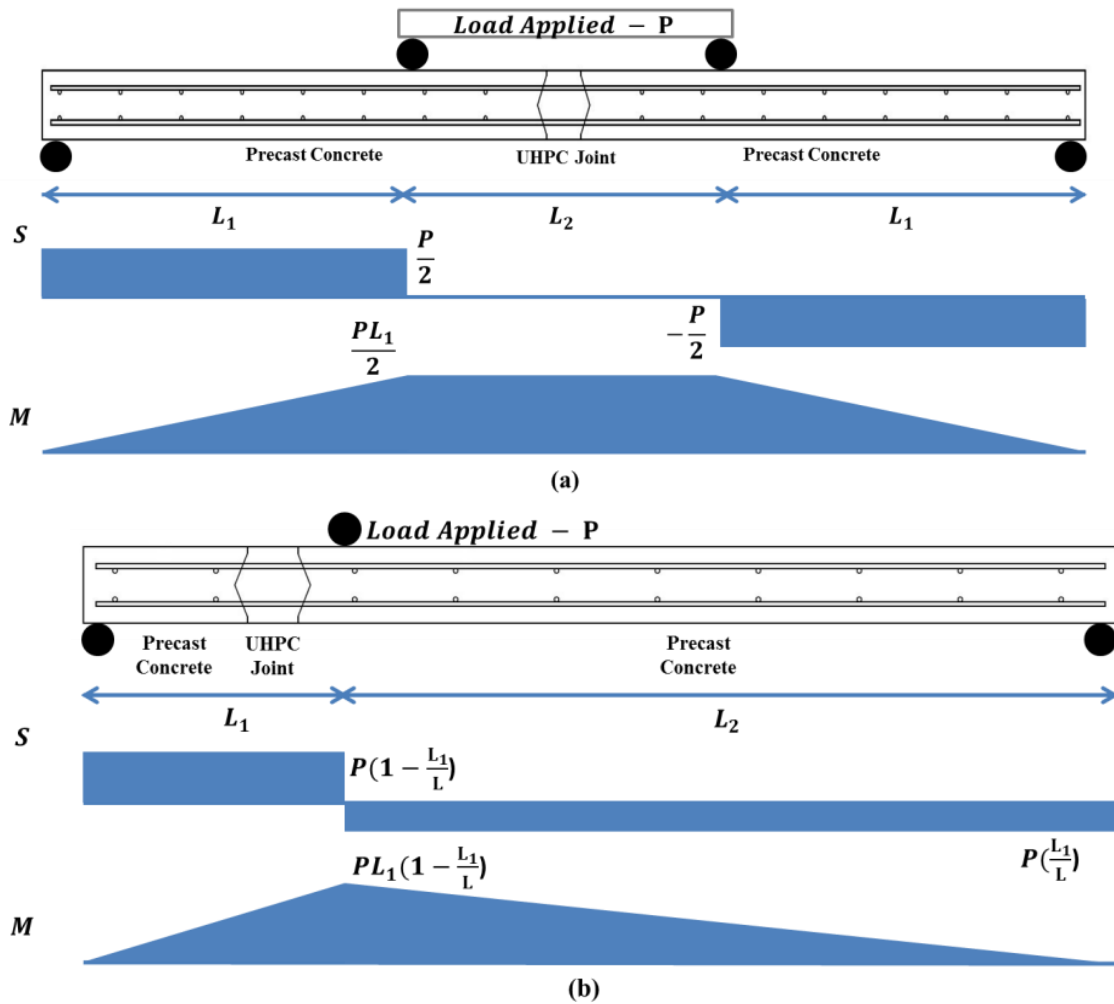 Load Applied – P
Precast Concrete UHPC Joint Precast Concrete
L₁ L₂ L₁
S
P/2
PL₁/2
−P/2
M
(a)
Load Applied – P
Precast Concrete UHPC Joint Precast Concrete
L₁ L₂
S
P(1 − L₁/L)
P(L₁/L)
PL₁(1 − L₁/L)
M
(b)